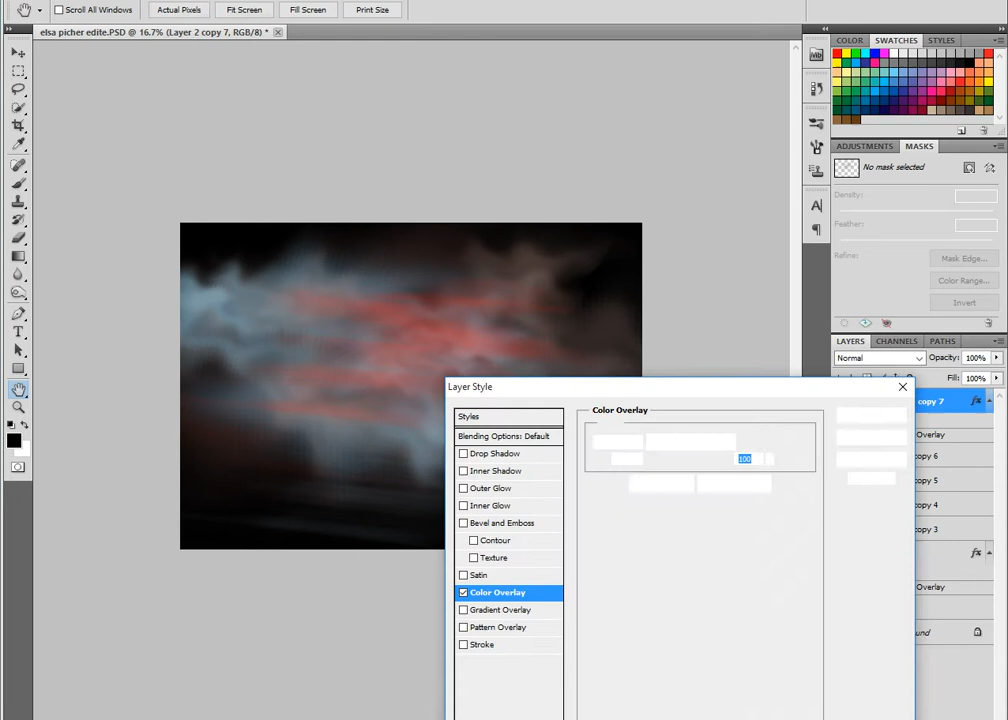 Scroll All Windows Actual Pixels Fit Screen Fill Screen Print Size
elsa picher edite.PSD @ 16.7% (Layer 2 copy 7, RGB/8) *
COLOR SWATCHES STYLES
ADJUSTMENTS MASKS
No mask selected
Density:
Feather:
Refine: Mask Edge...
Color Range...
Invert
LAYERS CHANNELS PATHS
Normal Opacity: 100%
Fill: 100%
copy 7 fx
Overlay
copy 6
copy 5
copy 4
copy 3
fx
Overlay
und
Layer Style
Styles
Blending Options: Default
Drop Shadow
Inner Shadow
Outer Glow
Inner Glow
Bevel and Emboss
Contour
Texture
Satin
Color Overlay
Gradient Overlay
Pattern Overlay
Stroke
Color Overlay
100